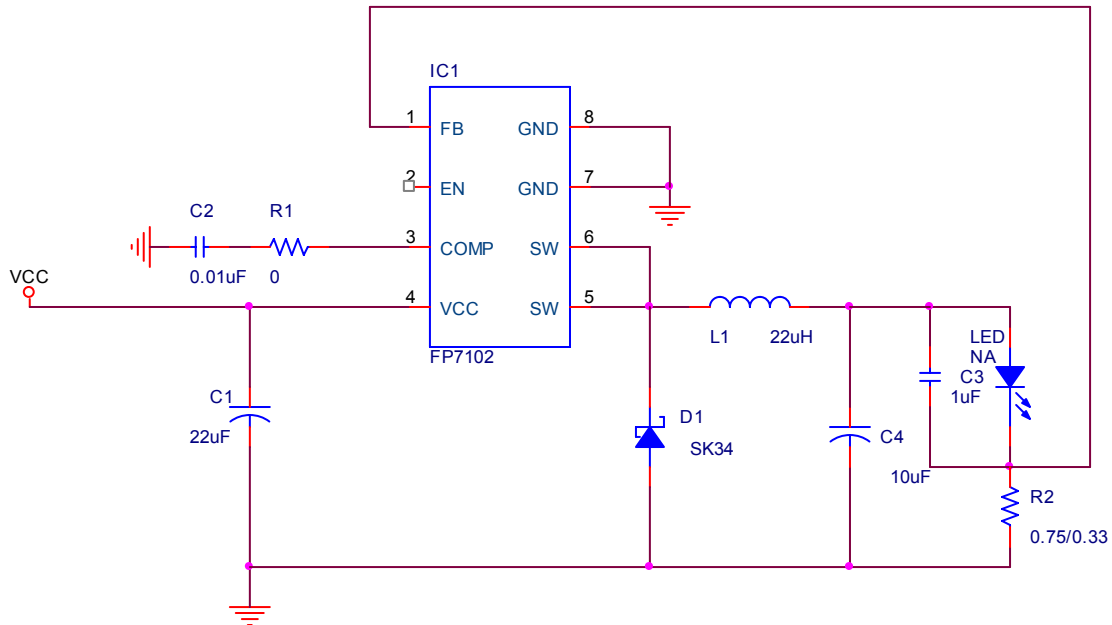 IC1
1
FB
GND
8
2
EN
GND
7
C2
R1
3
COMP
SW
6
0.01uF
0
VCC
4
VCC
SW
5
FP7102
L1
22uH
LED
NA
C3
1uF
C1
22uF
D1
SK34
C4
10uF
R2
0.75/0.33